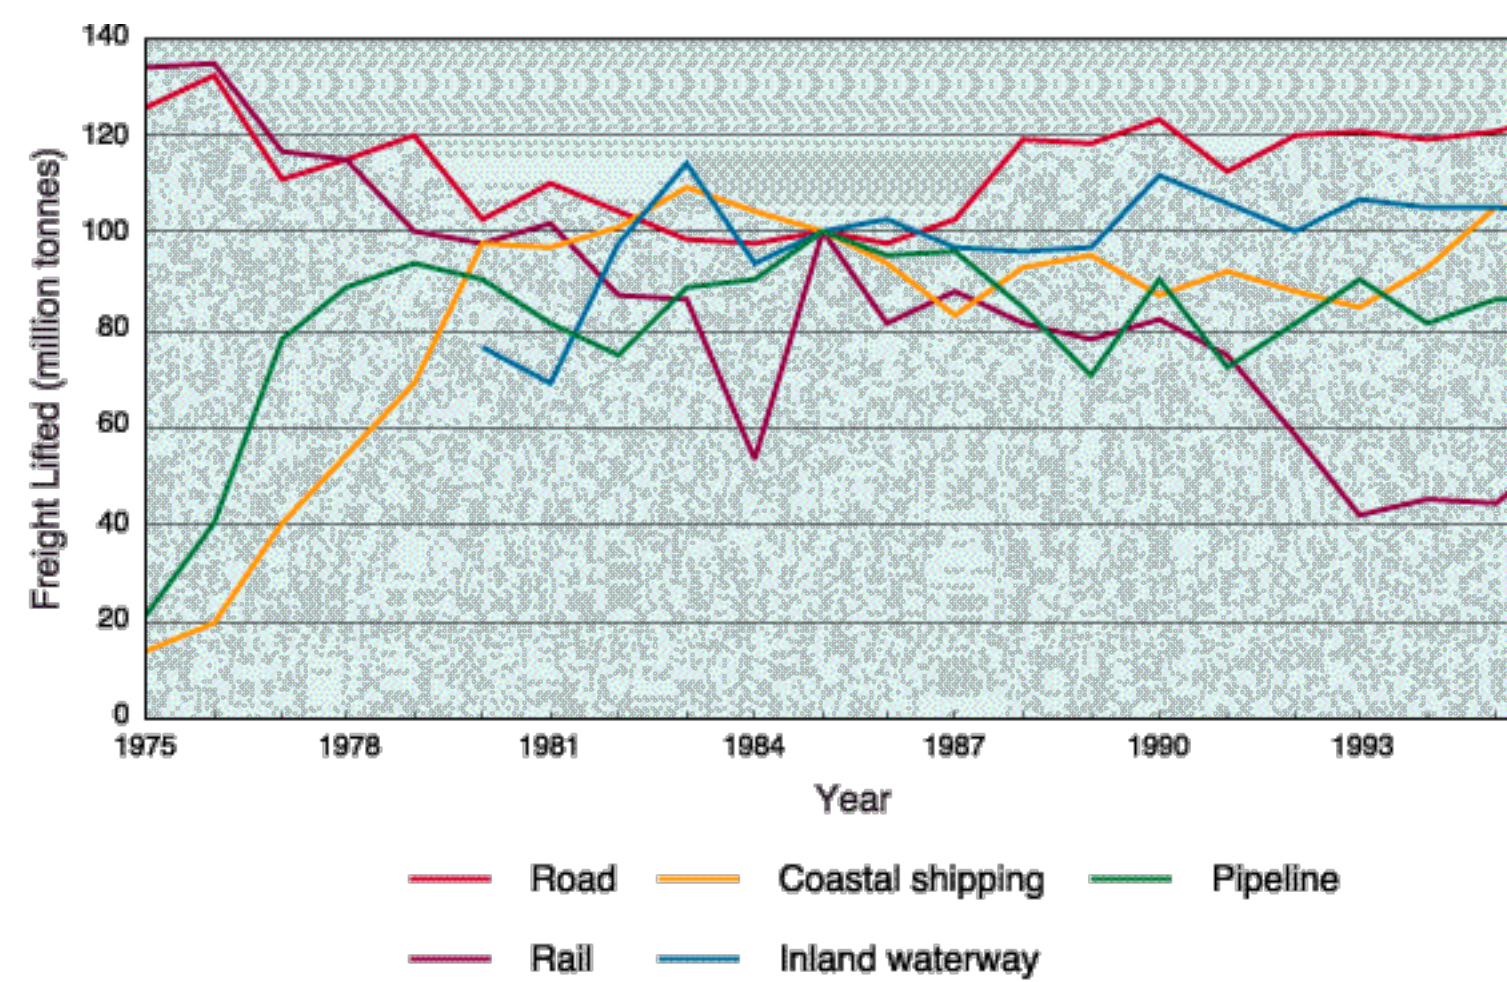 Freight Lifted (million tonnes)
140
120
100
80
60
40
20
0
1975 1978 1981 1984 1987 1990 1993
Year
Road Coastal shipping Pipeline
Rail Inland waterway